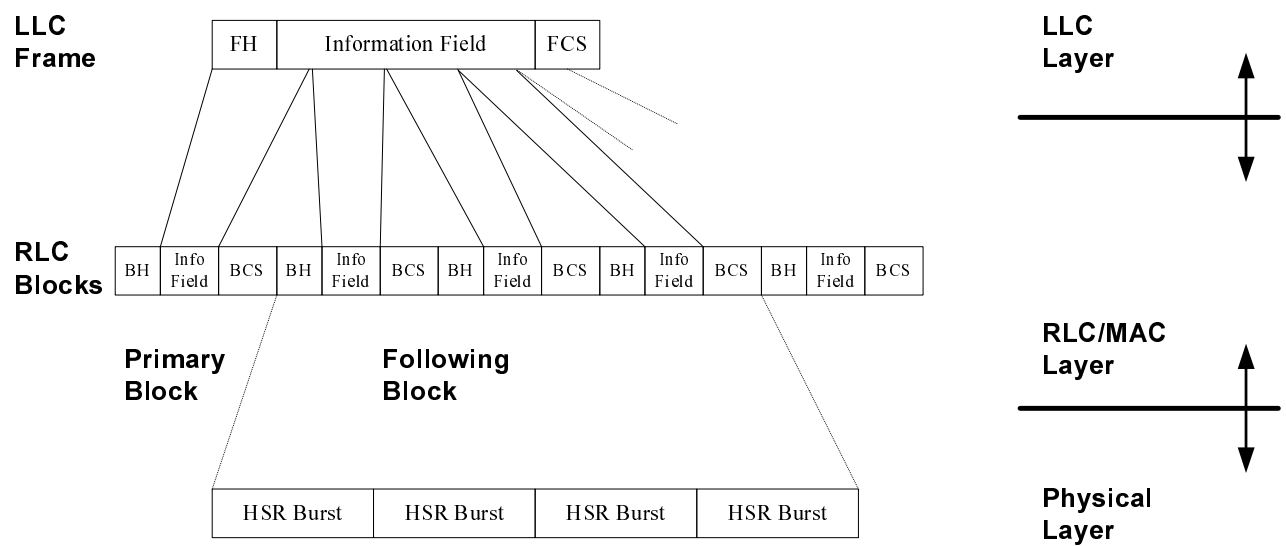 LLC
Frame
FH
Information Field
FCS
LLC
Layer
RLC
Blocks
BH
Info
Field
BCS
BH
Info
Field
BCS
BH
Info
Field
BCS
BH
Info
Field
BCS
BH
Info
Field
BCS
Primary
Block
Following
Block
RLC/MAC
Layer
HSR Burst
HSR Burst
HSR Burst
HSR Burst
Physical
Layer